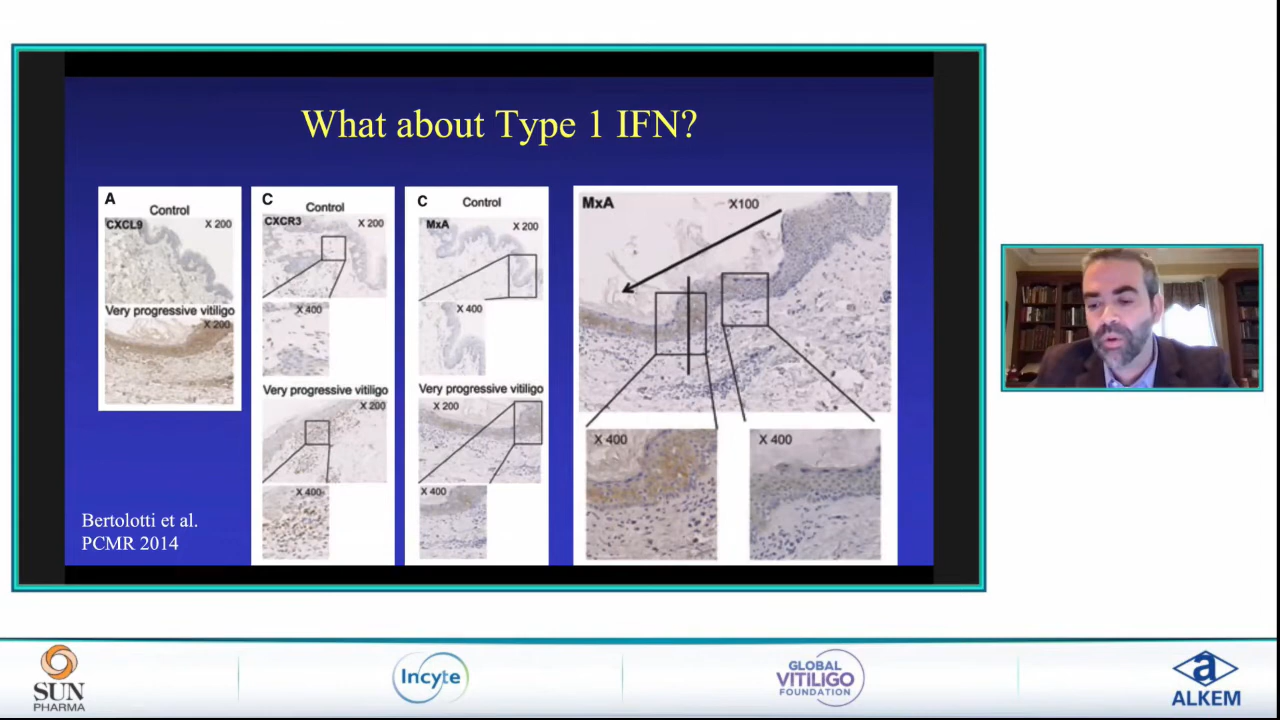 What about Type 1 IFN?
A
Control
CXCL9
X 200
Very progressive vitiligo
X 200
C
Control
CXCR3
X 200
X 400
Very progressive vitiligo
X 200
X 400
C
Control
MxA
X 200
X 400
Very progressive vitiligo
X 200
X 400
MxA
X100
X 400
X 400
Bertolotti et al.
PCMR 2014
SUN
PHARMA
Incyte
GLOBAL
VITILIGO
FOUNDATION
a
ALKEM